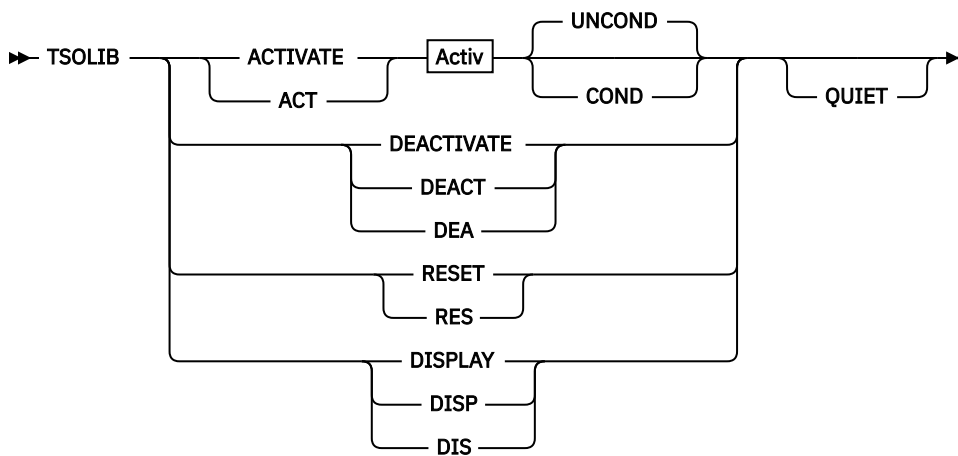 UNCOND
TSOLIB ACTIVATE Activ
ACT COND QUIET
DEACTIVATE
DEACT
DEA
RESET
RES
DISPLAY
DISP
DIS